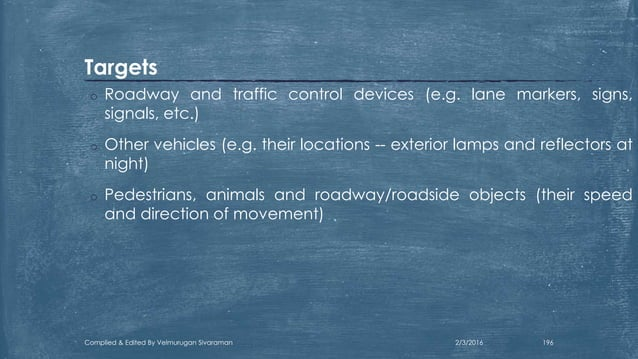 Targets
o Roadway and traffic control devices (e.g. lane markers, signs,
signals, etc.)
o Other vehicles (e.g. their locations -- exterior lamps and reflectors at
night)
o Pedestrians, animals and roadway/roadside objects (their speed
and direction of movement)
Complied & Edited By Velmurugan Sivaraman 2/3/2016 196